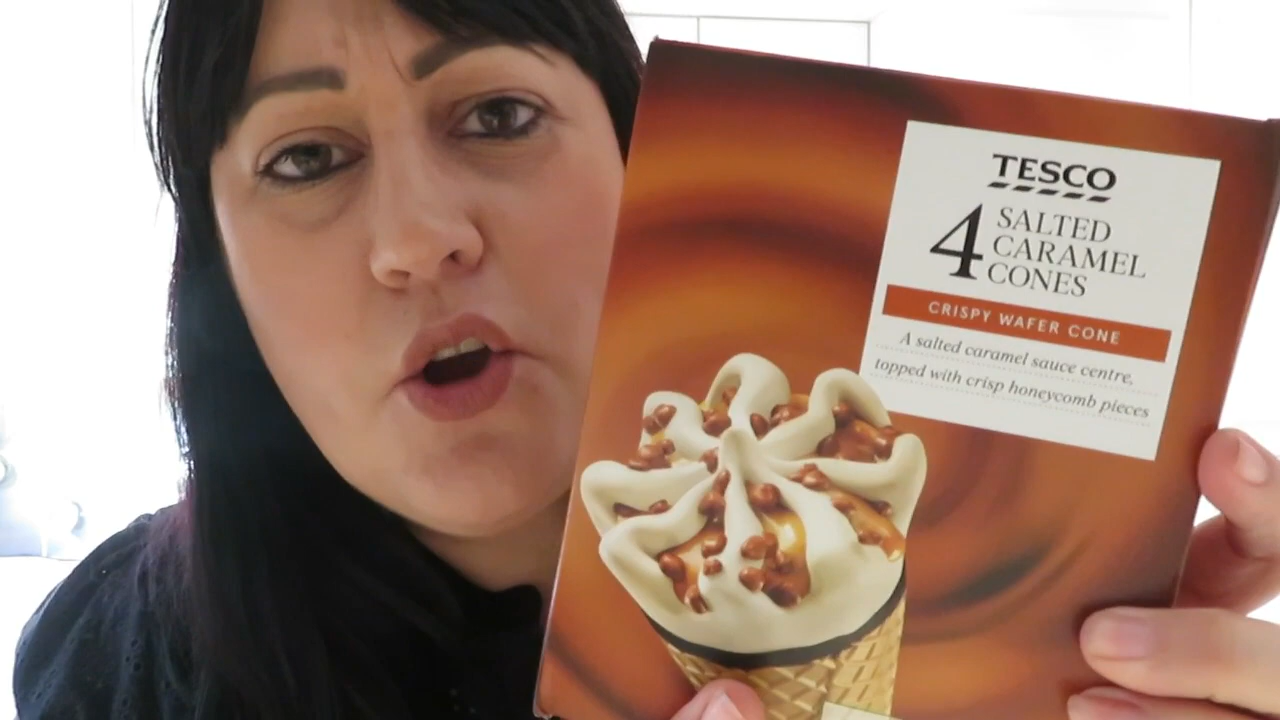 TESCO
4 SALTED
CARAMEL
CONES
CRISPY WAFER CONE
A salted caramel sauce centre,
topped with crisp honeycomb pieces